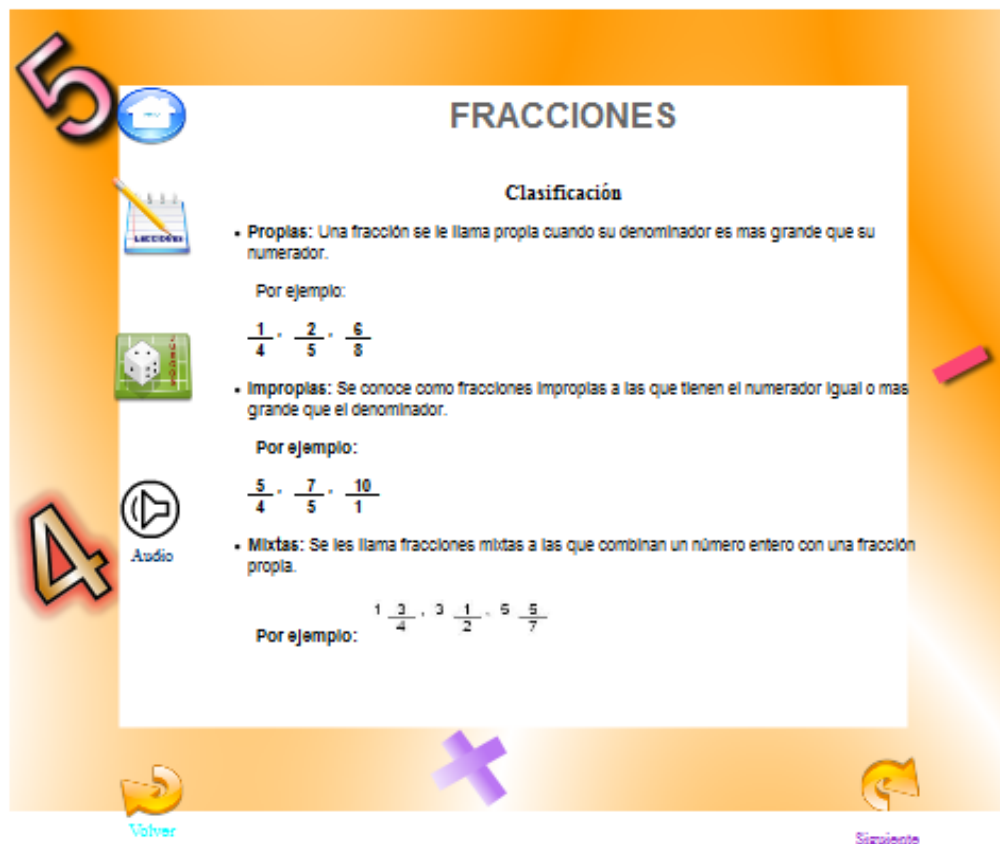 5
FRACCIONES
Clasificación
LECCIONES
• Propias: Una fracción se le llama propia cuando su denominador es mas grande que su
numerador.
Por ejemplo:
1/4 , 2/5 , 6/8
• Impropias: Se conoce como fracciones impropias a las que tienen el numerador igual o mas
grande que el denominador.
Por ejemplo:
5/4 , 7/5 , 10/1
4
Audio
• Mixtas: Se les llama fracciones mixtas a las que combinan un número entero con una fracción
propia.
Por ejemplo: 1 3/4 , 3 1/2 , 5 5/7
Volver
Siguiente